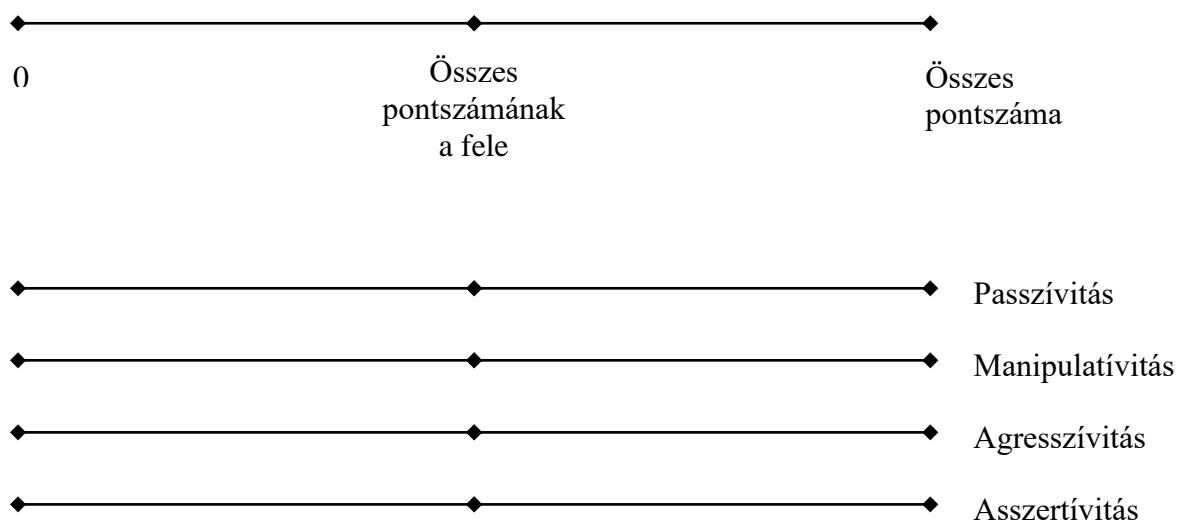 0
Összes
pontszámának
a fele
Összes
pontszáma
Passzívitás
Manipulatívitás
Agresszívitás
Asszertívitás